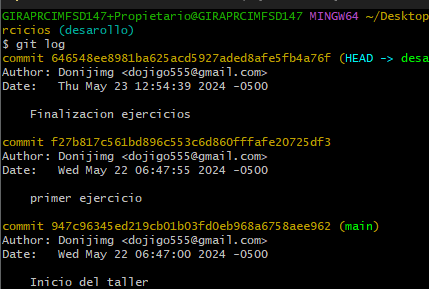 GIRAPRCIMFSD147+Propietario@GIRAPRCIMFSD147 MINGW64 ~/Desktop
rcicios (desarollo)
$ git log
commit 646548ee8981ba625acd5927aded8afe5fb4a76f (HEAD -> desa
Author: Donijimg <dojigo555@gmail.com>
Date:   Thu May 23 12:54:39 2024 -0500
Finalizacion ejercicios
commit f27b817c561bd896c553c6d860fffafe20725df3
Author: Donijimg <dojigo555@gmail.com>
Date:   Wed May 22 06:47:55 2024 -0500
primer ejercicio
commit 947c96345ed219cb01b03fd0eb968a6758aee962 (main)
Author: Donijimg <dojigo555@gmail.com>
Date:   Wed May 22 06:47:00 2024 -0500
Inicio del taller